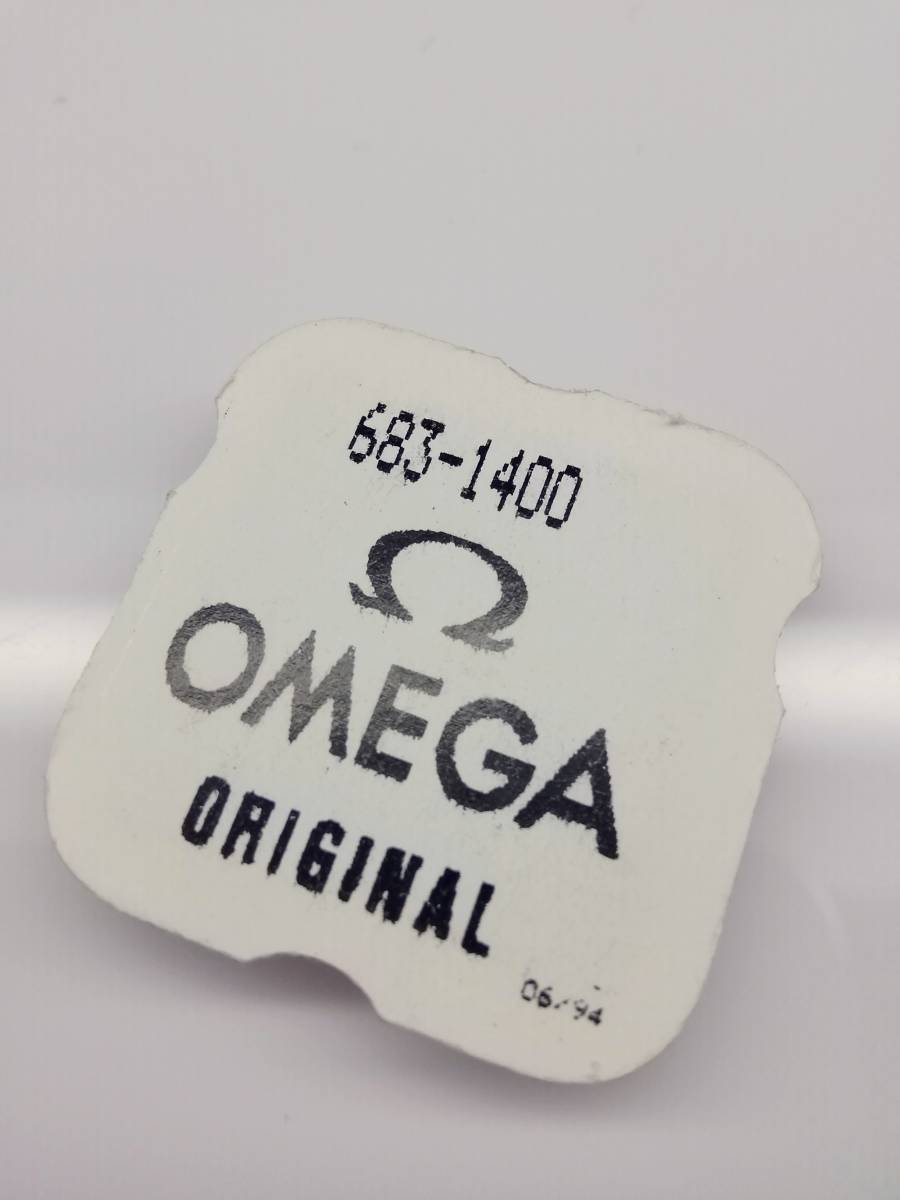 683-1400
Ω
OMEGA
ORIGINAL
06/94